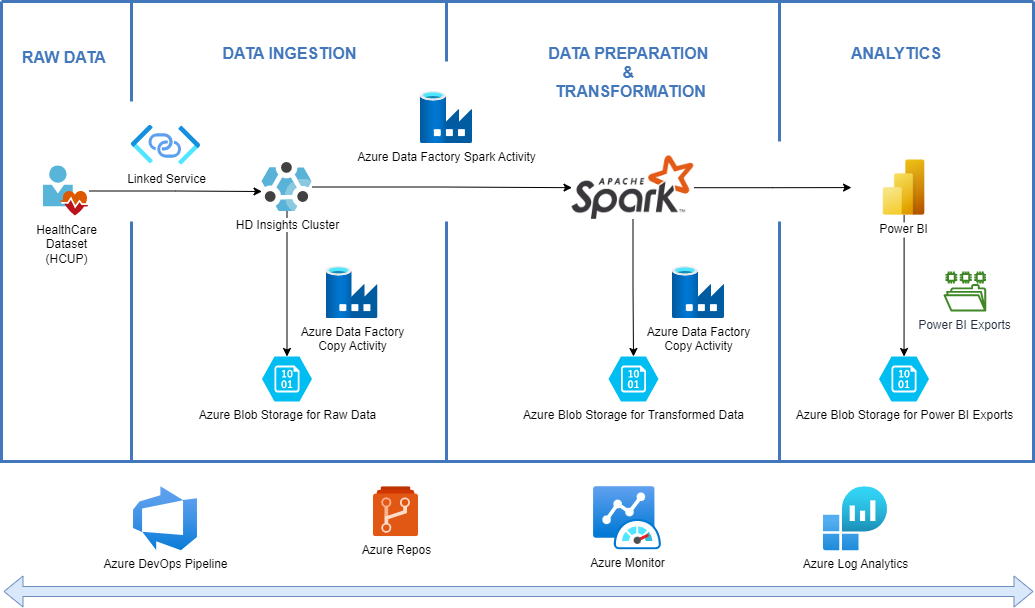 RAW DATA
DATA INGESTION
DATA PREPARATION
&
TRANSFORMATION
ANALYTICS
Linked Service
Azure Data Factory Spark Activity
HealthCare
Dataset
(HCUP)
HD Insights Cluster
APACHE
Spark™
Power BI
Azure Data Factory
Copy Activity
Azure Data Factory
Copy Activity
Power BI Exports
10
01
Azure Blob Storage for Raw Data
10
01
Azure Blob Storage for Transformed Data
10
01
Azure Blob Storage for Power BI Exports
Azure DevOps Pipeline
Azure Repos
Azure Monitor
Azure Log Analytics